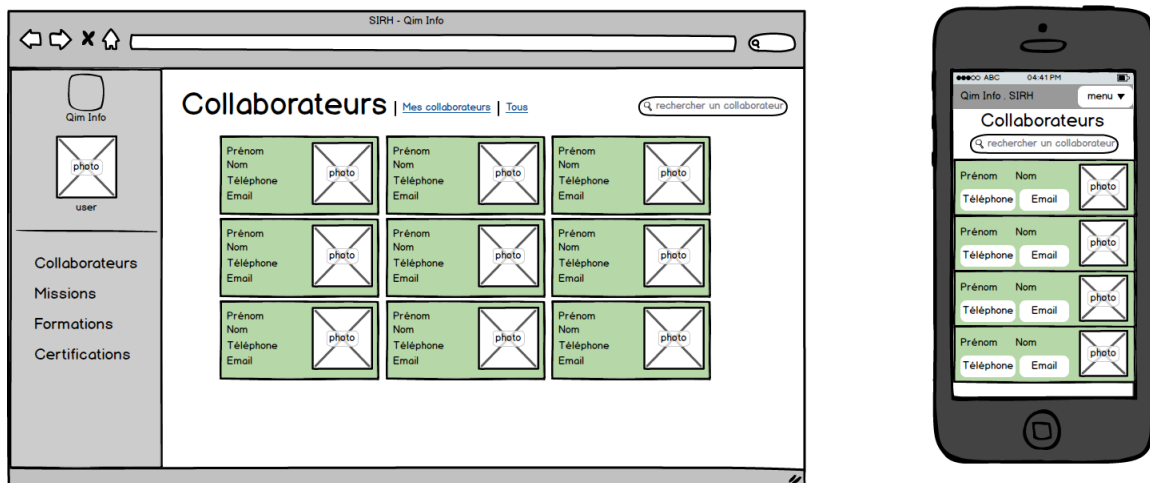 SIRH - Qim Info
Qim Info
photo
user
Collaborateurs
Missions
Formations
Certifications
Collaborateurs | Mes collaborateurs | Tous
rechercher un collaborateur
Prénom
Nom
Téléphone
Email
photo
Prénom
Nom
Téléphone
Email
photo
Prénom
Nom
Téléphone
Email
photo
Prénom
Nom
Téléphone
Email
photo
Prénom
Nom
Téléphone
Email
photo
Prénom
Nom
Téléphone
Email
photo
Prénom
Nom
Téléphone
Email
photo
Prénom
Nom
Téléphone
Email
photo
Prénom
Nom
Téléphone
Email
photo
ABC 04:41 PM
Qim Info . SIRH menu ▼
Collaborateurs
rechercher un collaborateur
Prénom Nom
Téléphone Email
photo
Prénom Nom
Téléphone Email
photo
Prénom Nom
Téléphone Email
photo
Prénom Nom
Téléphone Email
photo